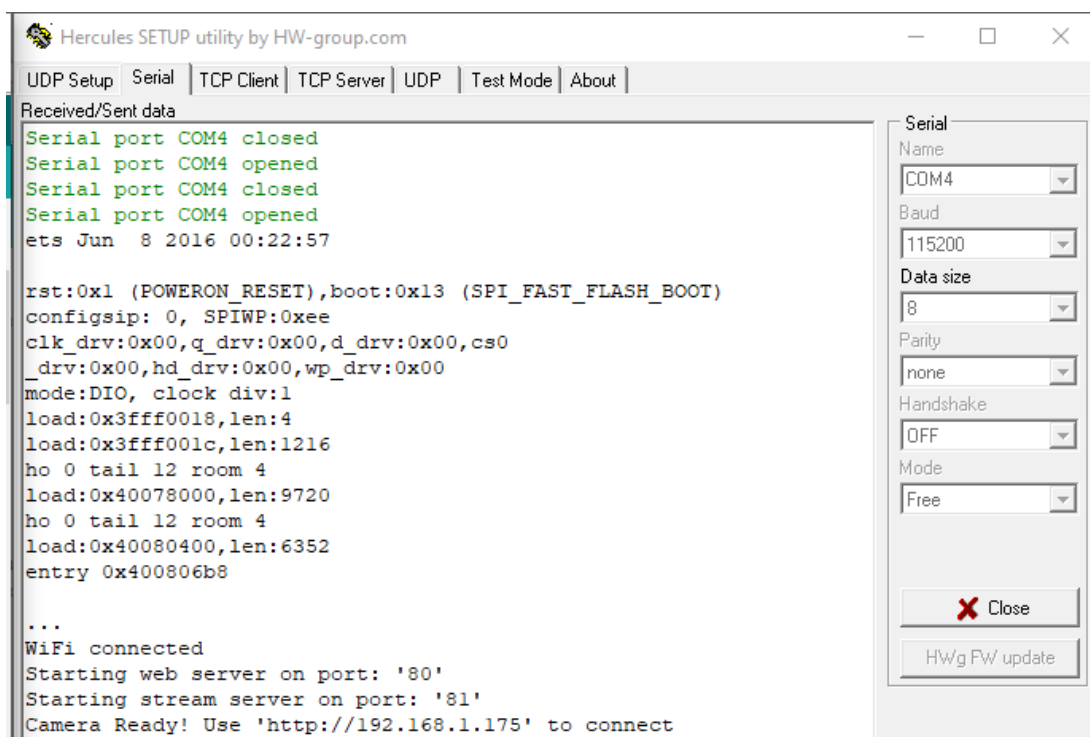 Hercules SETUP utility by HW-group.com
UDP Setup Serial TCP Client TCP Server UDP Test Mode About
Received/Sent data
Serial port COM4 closed
Serial port COM4 opened
Serial port COM4 closed
Serial port COM4 opened
ets Jun  8 2016 00:22:57
rst:0x1 (POWERON_RESET),boot:0x13 (SPI_FAST_FLASH_BOOT)
configsip: 0, SPIWP:0xee
clk_drv:0x00,q_drv:0x00,d_drv:0x00,cs0
_drv:0x00,hd_drv:0x00,wp_drv:0x00
mode:DIO, clock div:1
load:0x3fff0018,len:4
load:0x3fff001c,len:1216
ho 0 tail 12 room 4
load:0x40078000,len:9720
ho 0 tail 12 room 4
load:0x40080400,len:6352
entry 0x400806b8
...
WiFi connected
Starting web server on port: '80'
Starting stream server on port: '81'
Camera Ready! Use 'http://192.168.1.175' to connect
Serial
Name
COM4
Baud
115200
Data size
8
Parity
none
Handshake
OFF
Mode
Free
Close
HWg FW update